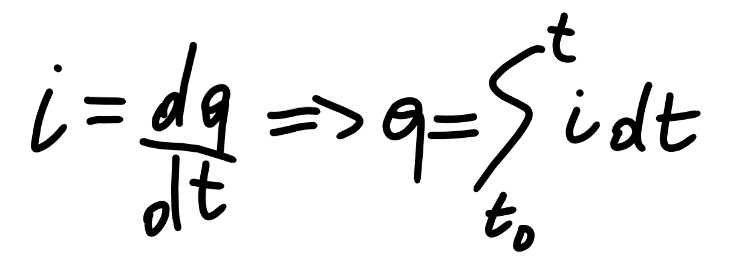 i = dq/dt ⇒ q = ∫_{t₀}^{t} i dt